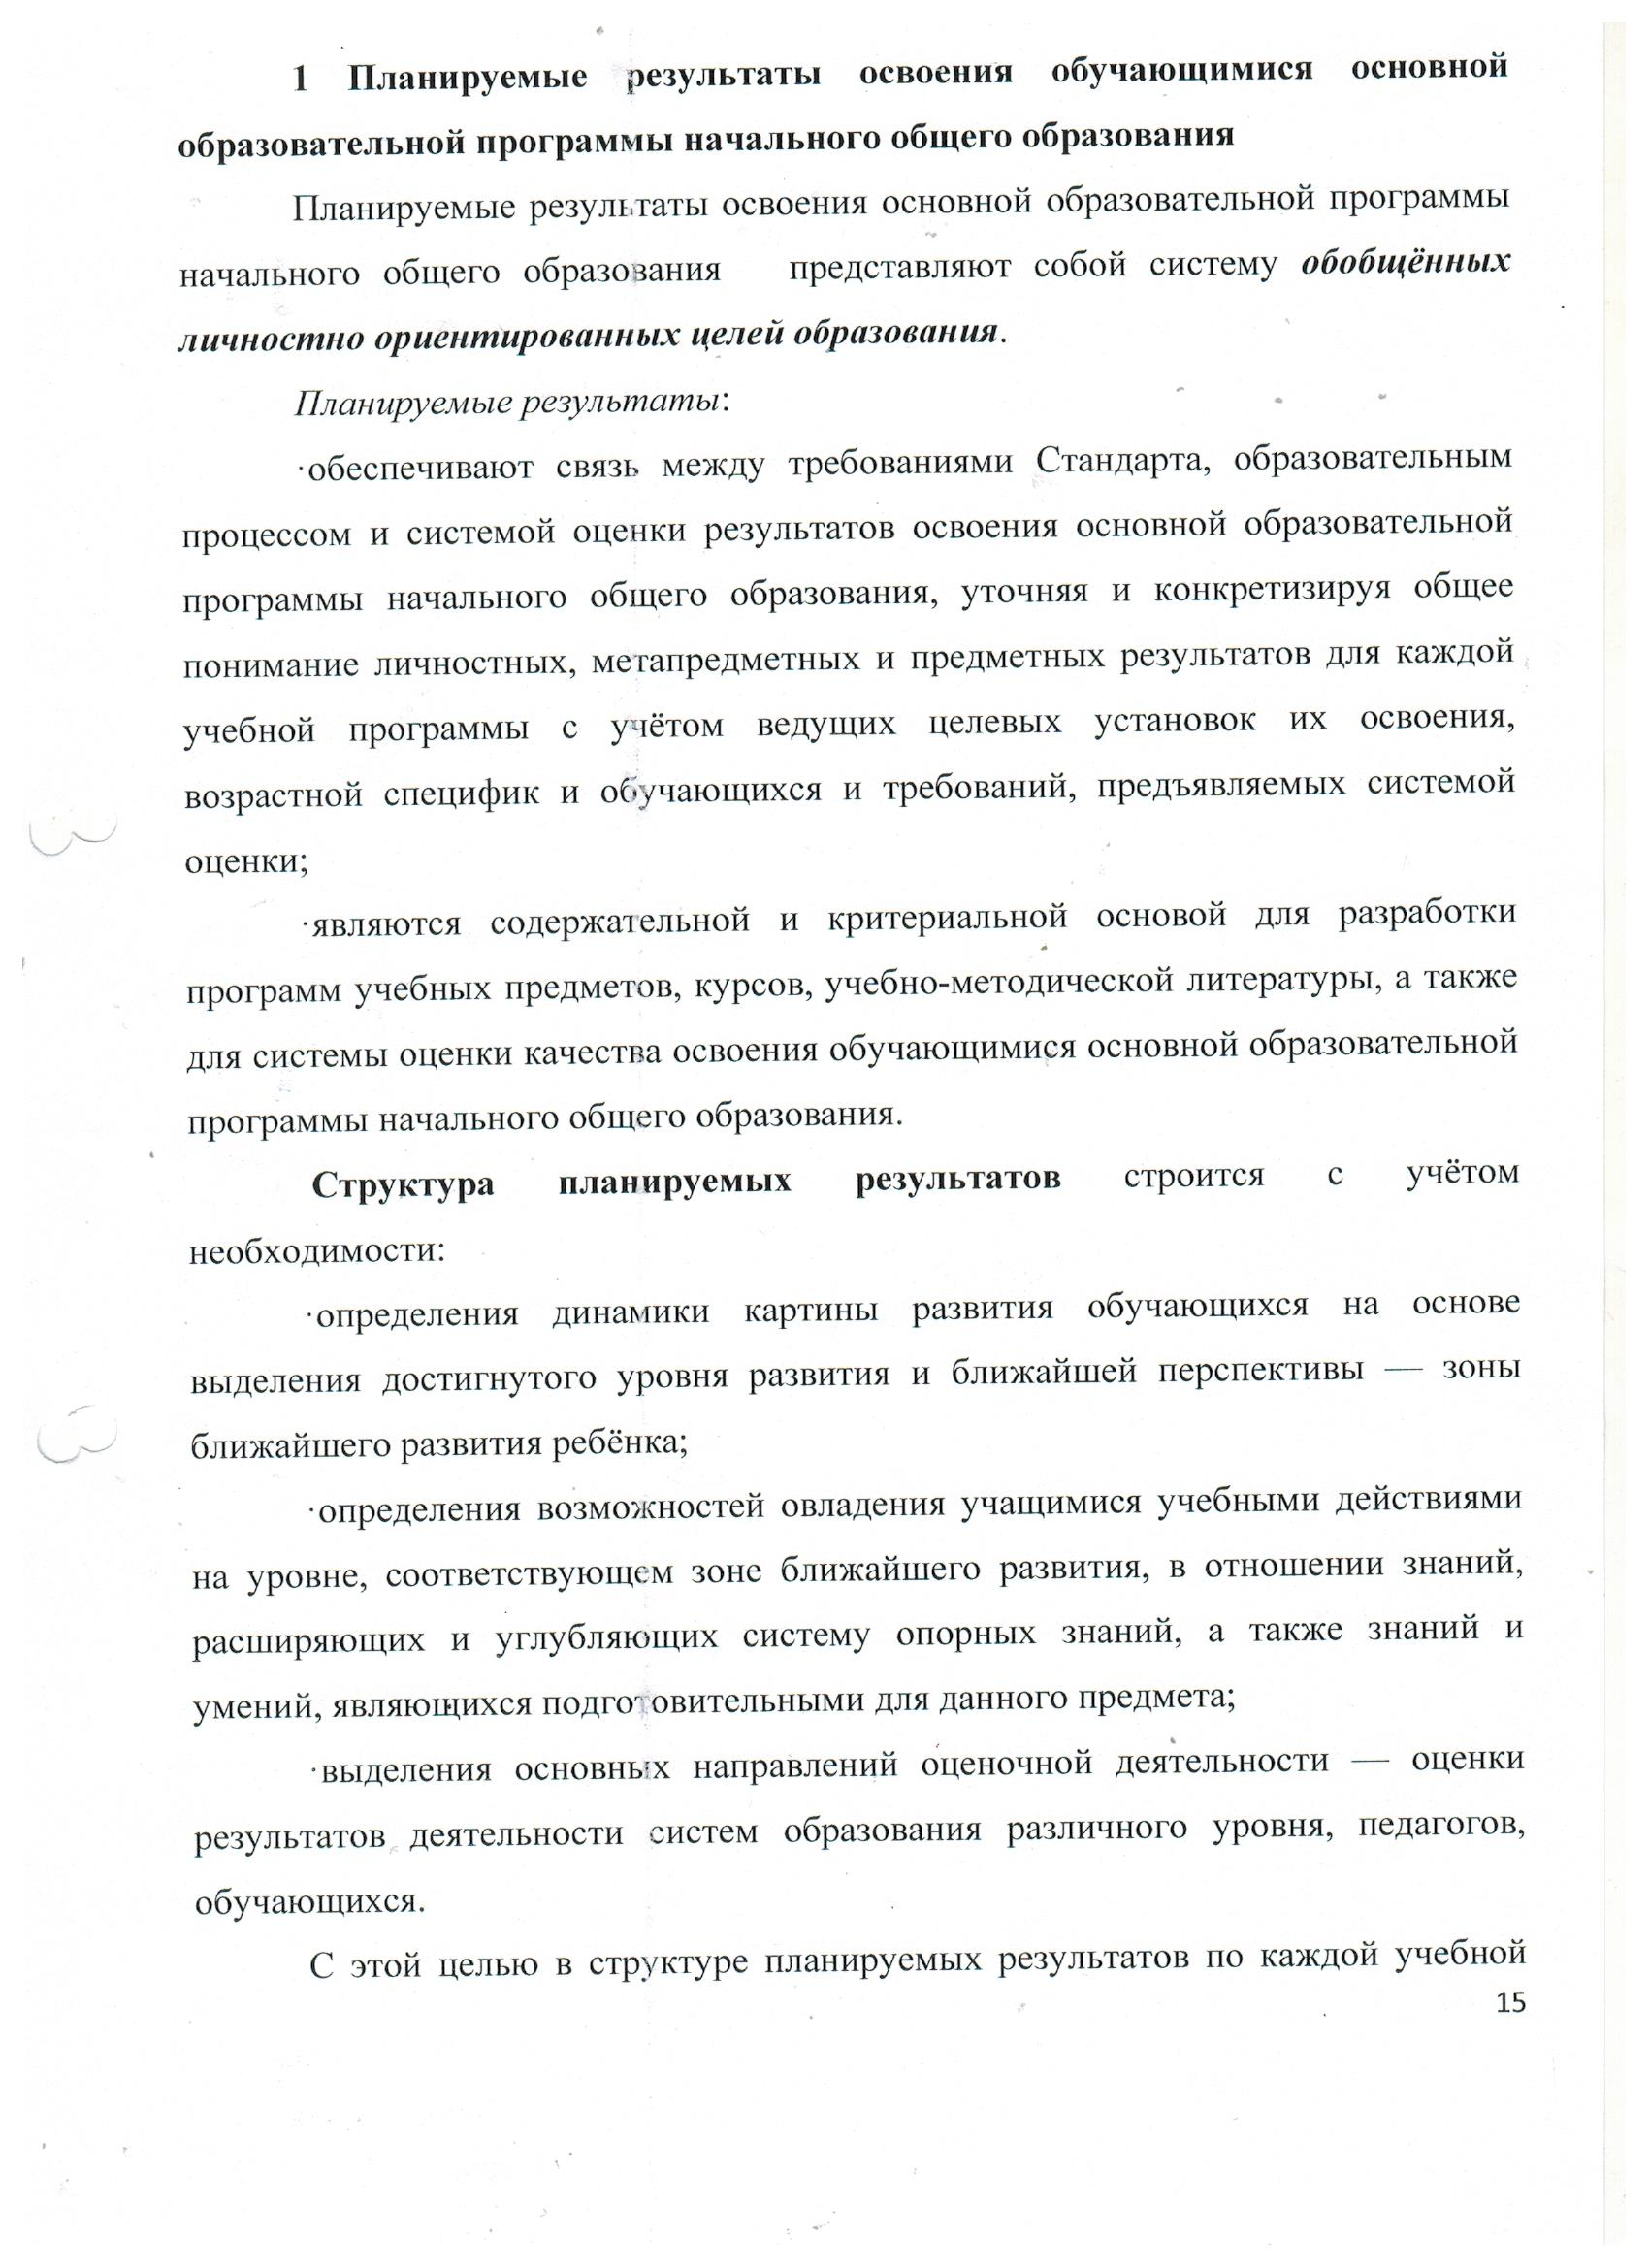 1 Планируемые результаты освоения обучающимися основной
образовательной программы начального общего образования
Планируемые результаты освоения основной образовательной программы
начального общего образования представляют собой систему обобщённых
личностно ориентированных целей образования.
Планируемые результаты:
·обеспечивают связь между требованиями Стандарта, образовательным
процессом и системой оценки результатов освоения основной образовательной
программы начального общего образования, уточняя и конкретизируя общее
понимание личностных, метапредметных и предметных результатов для каждой
учебной программы с учётом ведущих целевых установок их освоения,
возрастной специфик и обучающихся и требований, предъявляемых системой
оценки;
·являются содержательной и критериальной основой для разработки
программ учебных предметов, курсов, учебно-методической литературы, а также
для системы оценки качества освоения обучающимися основной образовательной
программы начального общего образования.
Структура планируемых результатов строится с учётом
необходимости:
·определения динамики картины развития обучающихся на основе
выделения достигнутого уровня развития и ближайшей перспективы — зоны
ближайшего развития ребёнка;
·определения возможностей овладения учащимися учебными действиями
на уровне, соответствующем зоне ближайшего развития, в отношении знаний,
расширяющих и углубляющих систему опорных знаний, а также знаний и
умений, являющихся подготовительными для данного предмета;
·выделения основных направлений оценочной деятельности — оценки
результатов деятельности систем образования различного уровня, педагогов,
обучающихся.
С этой целью в структуре планируемых результатов по каждой учебной
15